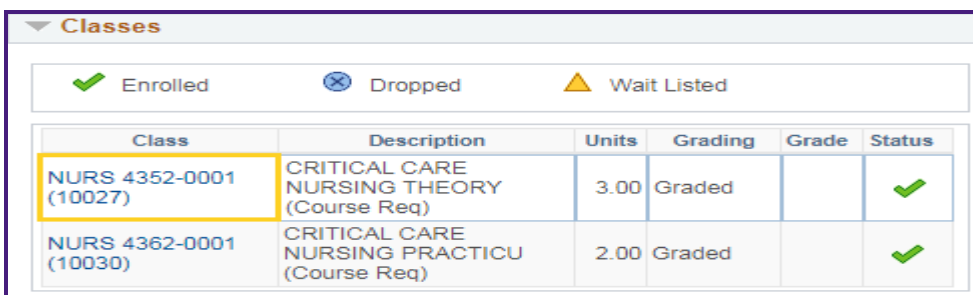 Classes
Enrolled Dropped Wait Listed
Class Description Units Grading Grade Status
NURS 4352-0001
(10027)
CRITICAL CARE
NURSING THEORY
(Course Req)
3.00 Graded
NURS 4362-0001
(10030)
CRITICAL CARE
NURSING PRACTICU
(Course Req)
2.00 Graded